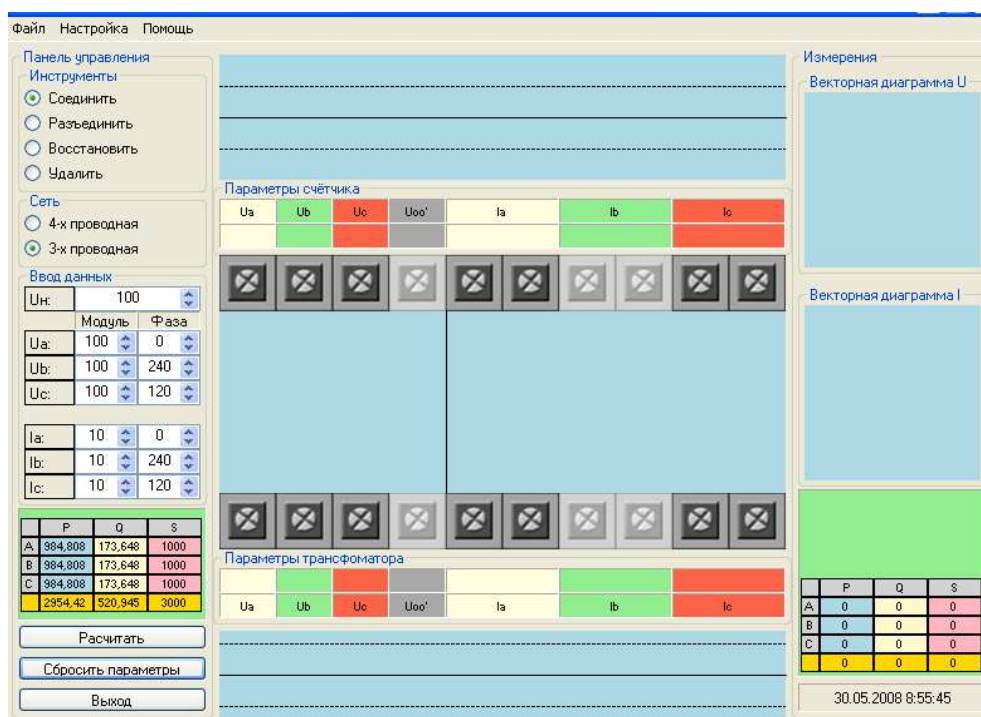 Файл Настройка Помощь
Панель управления
Инструменты
Соединить
Разъединить
Восстановить
Удалить
Сеть
4-х проводная
3-х проводная
Ввод данных
Uн: 100
Модуль Фаза
Ua: 100 0
Ub: 100 240
Uc: 100 120
Ia: 10 0
Ib: 10 240
Ic: 10 120
P Q S
A 984,808 173,648 1000
B 984,808 173,648 1000
C 984,808 173,648 1000
2954,42 520,945 3000
Расчитать
Сбросить параметры
Выход
Параметры счётчика
Ua Ub Uc Uoo' Ia Ib Ic
Параметры трансфоматора
Ua Ub Uc Uoo' Ia Ib Ic
Измерения
Векторная диаграмма U
Векторная диаграмма I
P Q S
A 0 0 0
B 0 0 0
C 0 0 0
0 0 0
30.05.2008 8:55:45